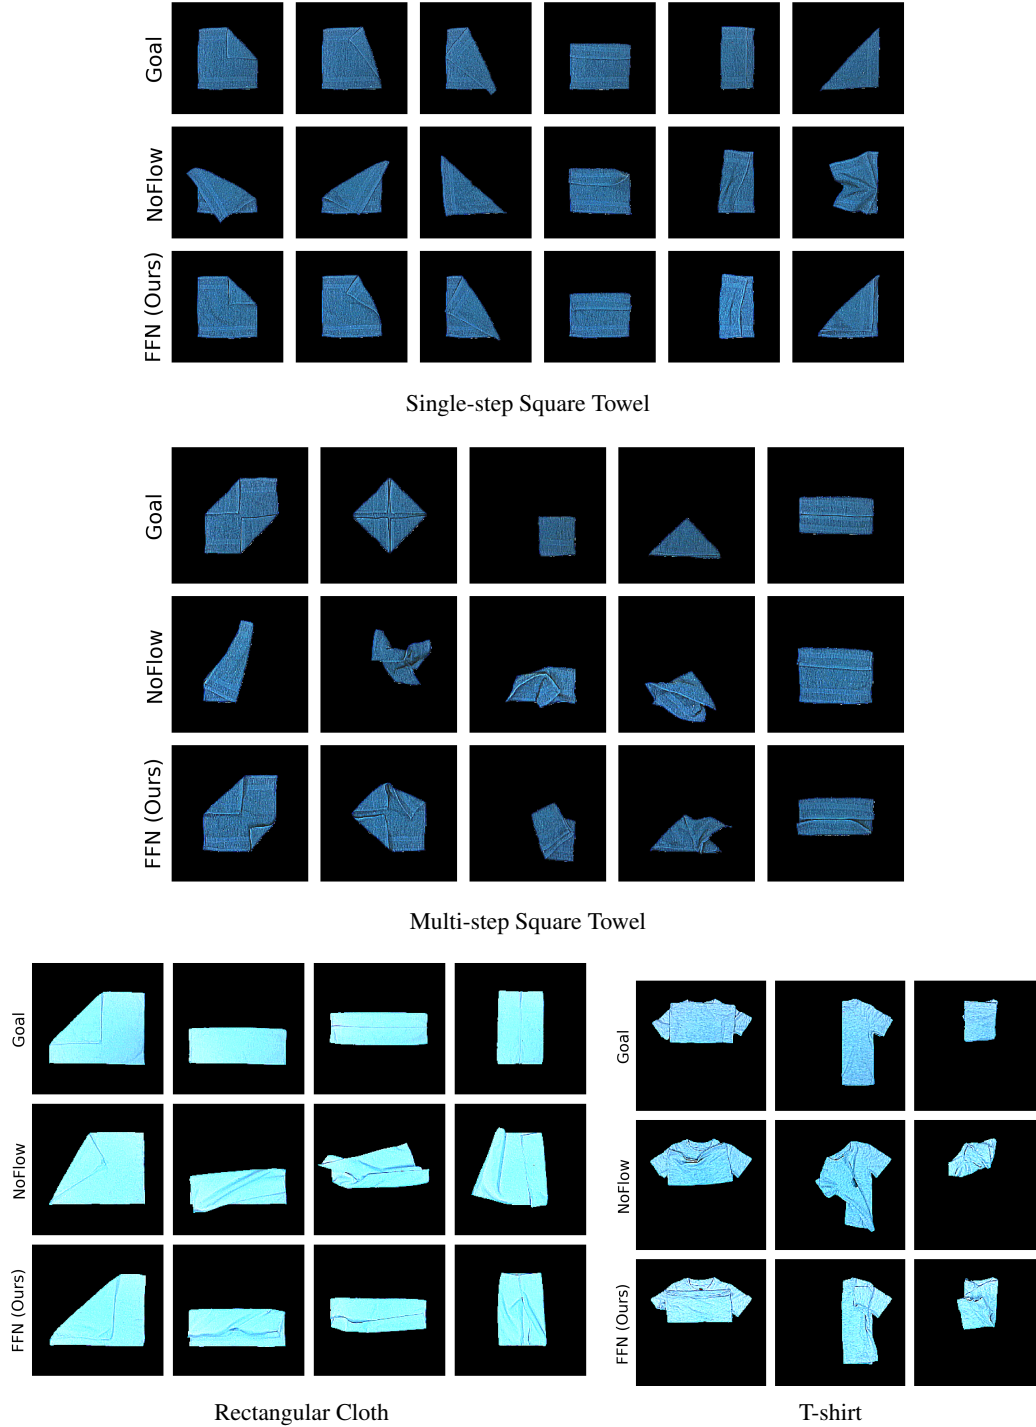 Goal
NoFlow
FFN (Ours)
Single-step Square Towel
Goal
NoFlow
FFN (Ours)
Multi-step Square Towel
Goal
NoFlow
FFN (Ours)
Rectangular Cloth
Goal
NoFlow
FFN (Ours)
T-shirt